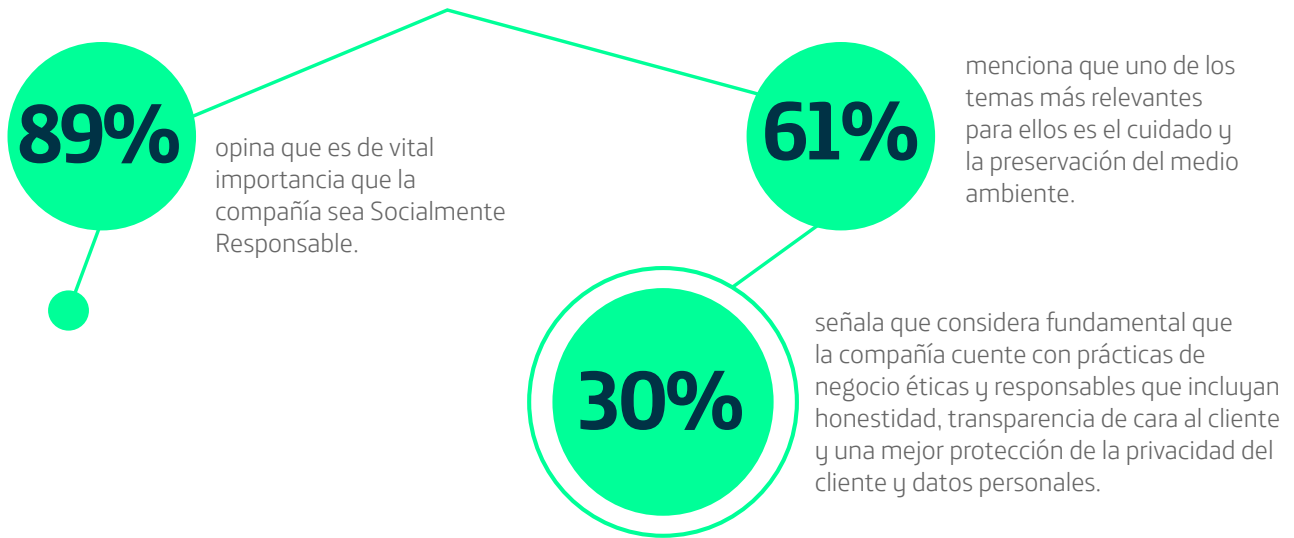 89%
opina que es de vital
importancia que la
compañía sea Socialmente
Responsable.
61%
menciona que uno de los
temas más relevantes
para ellos es el cuidado y
la preservación del medio
ambiente.
30%
señala que considera fundamental que
la compañía cuente con prácticas de
negocio éticas y responsables que incluyan
honestidad, transparencia de cara al cliente
y una mejor protección de la privacidad del
cliente y datos personales.